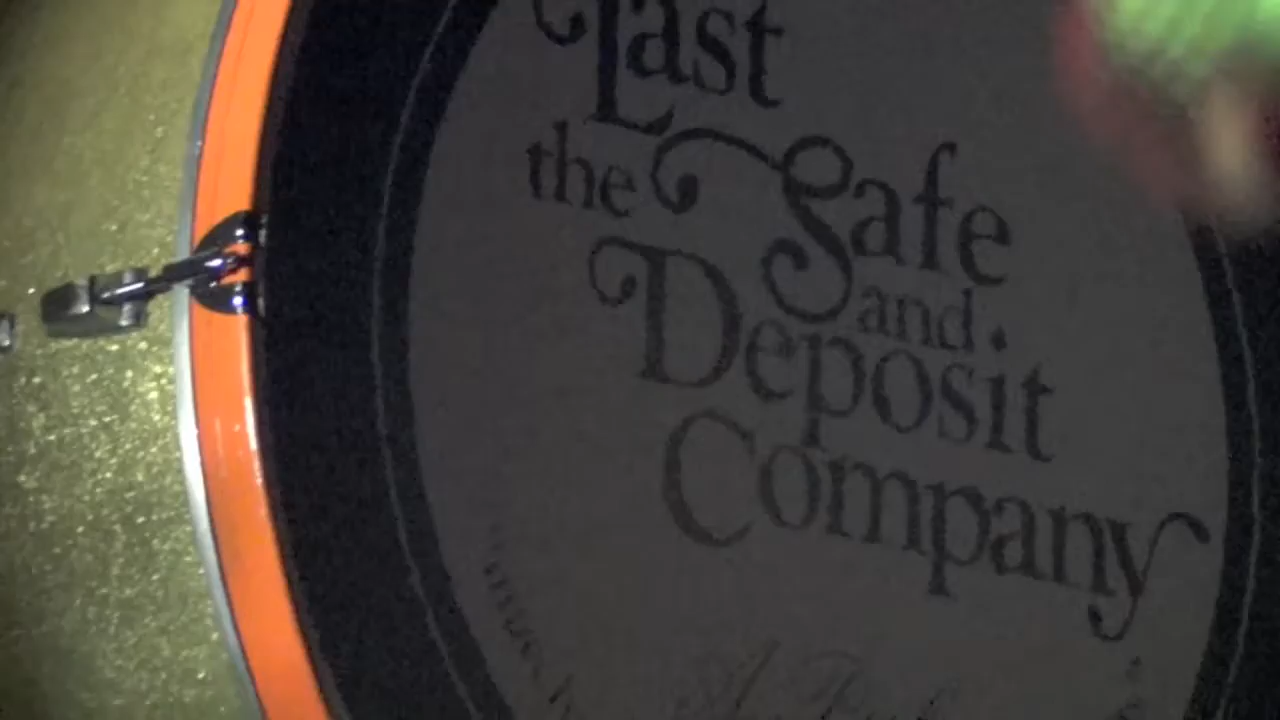 Last
the Safe
and
Deposit
Company